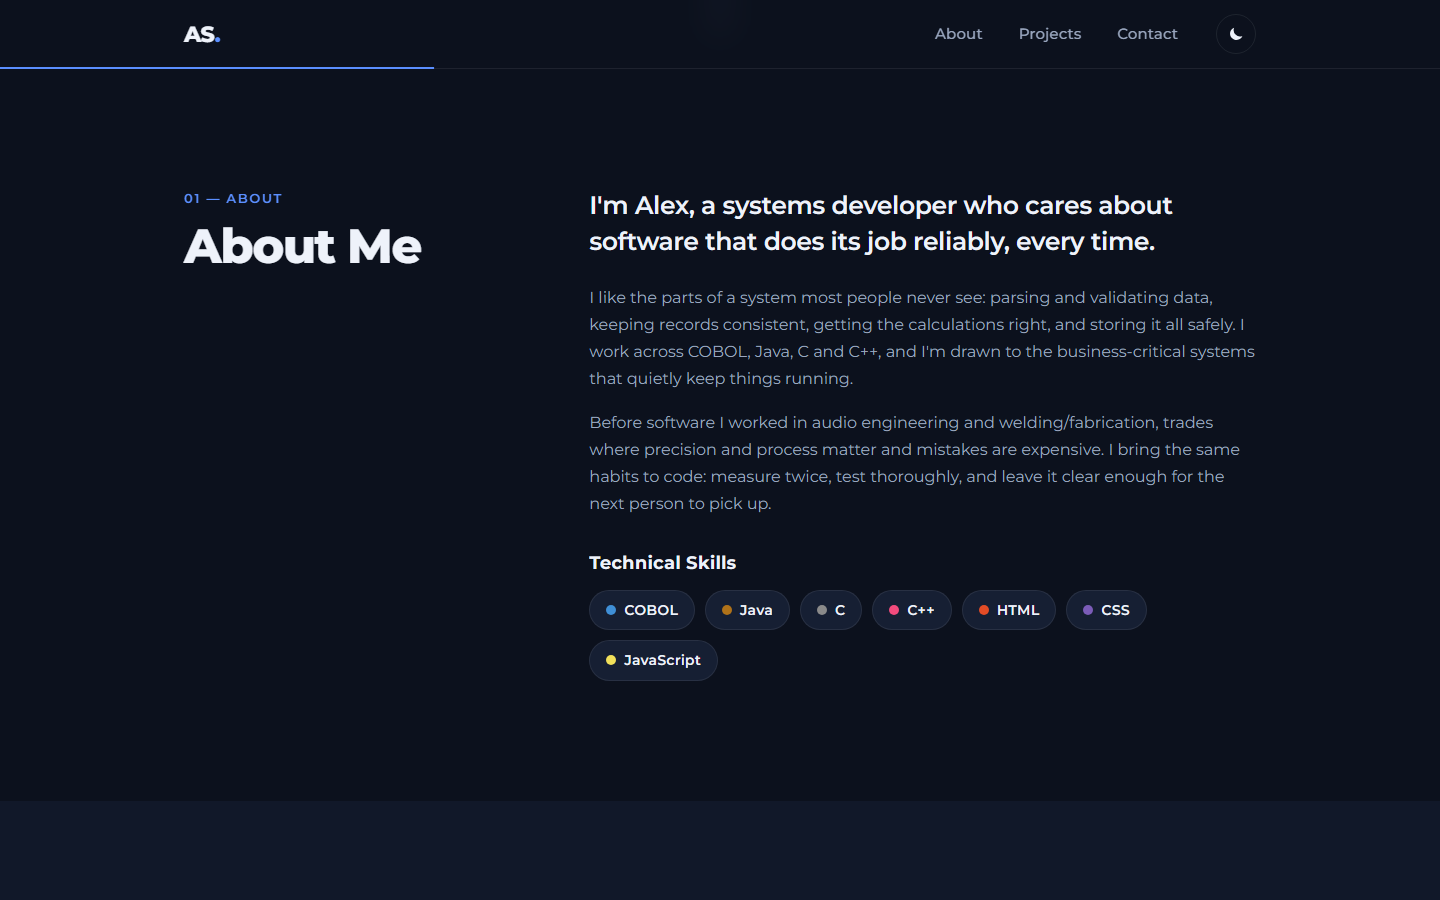 AS.
About
Projects
Contact
01 — ABOUT
About Me
I'm Alex, a systems developer who cares about
software that does its job reliably, every time.
I like the parts of a system most people never see: parsing and validating data,
keeping records consistent, getting the calculations right, and storing it all safely. I
work across COBOL, Java, C and C++, and I'm drawn to the business-critical systems
that quietly keep things running.
Before software I worked in audio engineering and welding/fabrication, trades
where precision and process matter and mistakes are expensive. I bring the same
habits to code: measure twice, test thoroughly, and leave it clear enough for the
next person to pick up.
Technical Skills
COBOL
Java
C
C++
HTML
CSS
JavaScript